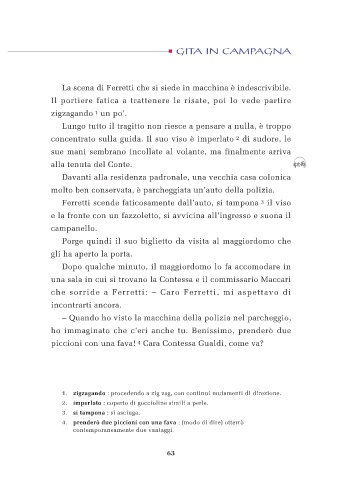 GITA IN CAMPAGNA
La scena di Ferretti che si siede in macchina è indescrivibile.
Il portiere fatica a trattenere le risate, poi lo vede partire
zigzagando 1 un po'.
Lungo tutto il tragitto non riesce a pensare a nulla, è troppo
concentrato sulla guida. Il suo viso è imperlato 2 di sudore, le
sue mani sembrano incollate al volante, ma finalmente arriva
alla tenuta del Conte.
Davanti alla residenza padronale, una vecchia casa colonica
molto ben conservata, è parcheggiata un'auto della polizia.
Ferretti scende faticosamente dall'auto, si tampona 3 il viso
e la fronte con un fazzoletto, si avvicina all'ingresso e suona il
campanello.
Porge quindi il suo biglietto da visita al maggiordomo che
gli ha aperto la porta.
Dopo qualche minuto, il maggiordomo lo fa accomodare in
una sala in cui si trovano la Contessa e il commissario Maccari
che sorride a Ferretti: – Caro Ferretti, mi aspettavo di
incontrarti ancora.
– Quando ho visto la macchina della polizia nel parcheggio,
ho immaginato che c'eri anche tu. Benissimo, prenderò due
piccioni con una fava! 4 Cara Contessa Gualdi, come va?
1. zigzagando : procedendo a zig zag, con continui mutamenti di direzione.
2. imperlato : coperto di goccioline simili a perle.
3. si tampona : si asciuga.
4. prenderò due piccioni con una fava : (modo di dire) otterrò
contemporaneamente due vantaggi.
63